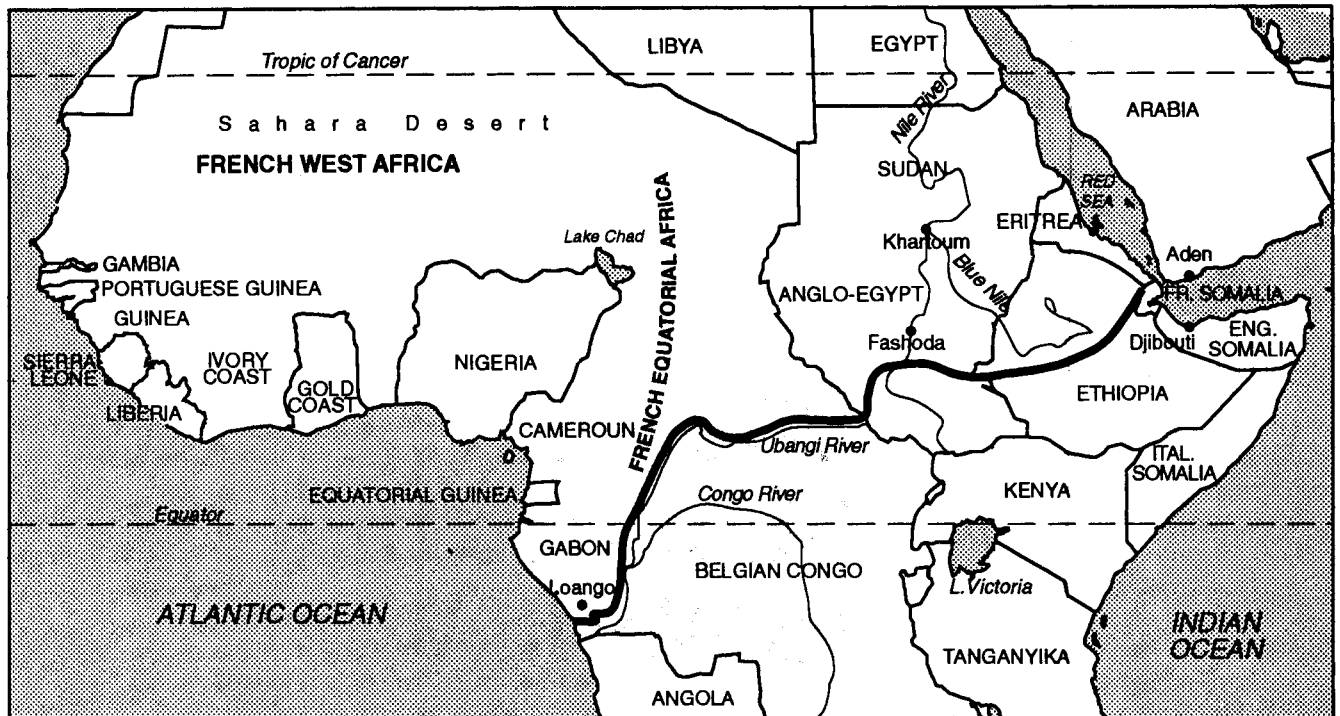 LIBYA
EGYPT
Tropic of Cancer
Nile River
ARABIA
Sahara Desert
FRENCH WEST AFRICA
SUDAN
RED
SEA
FRENCH EQUATORIAL AFRICA
ERITREA
Lake Chad
Khartoum
Aden
GAMBIA
Blue Nile
PORTUGUESE GUINEA
ANGLO-EGYPT
FR. SOMALIA
GUINEA
Fashoda
Djibouti
ENG.
SOMALIA
SIERRA
LEONE
IVORY
COAST
NIGERIA
GOLD
COAST
ETHIOPIA
LIBERIA
CAMEROUN
Ubangi River
ITAL.
SOMALIA
EQUATORIAL GUINEA
Congo River
KENYA
Equator
GABON
BELGIAN CONGO
Loango
L.Victoria
ATLANTIC OCEAN
INDIAN
OCEAN
TANGANYIKA
ANGOLA